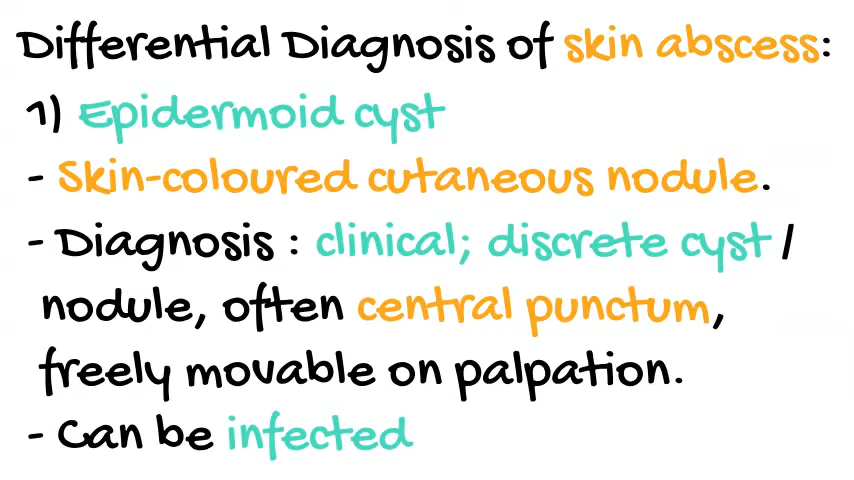 Differential Diagnosis of skin abscess:
1) Epidermoid cyst
- Skin-coloured cutaneous nodule.
- Diagnosis : clinical; discrete cyst /
nodule, often central punctum,
freely movable on palpation.
- Can be infected